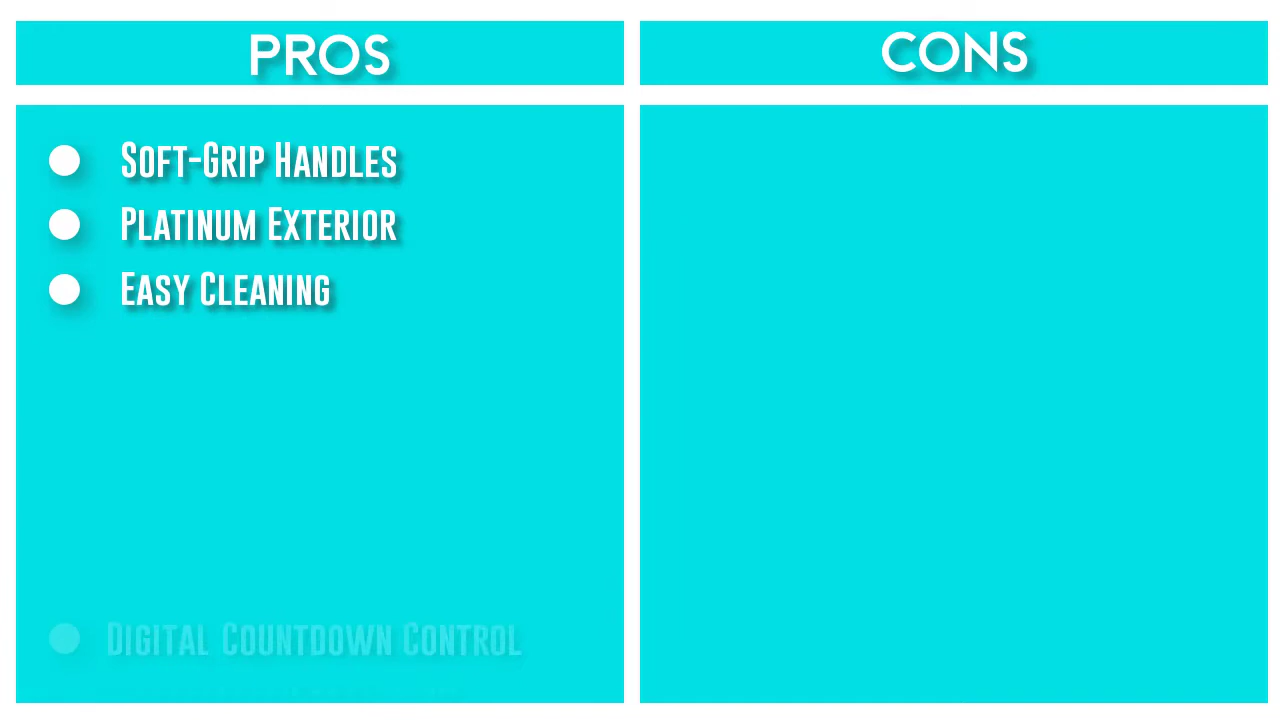 PROS
CONS
Soft-Grip Handles
Platinum Exterior
Easy Cleaning
Digital Countdown Control